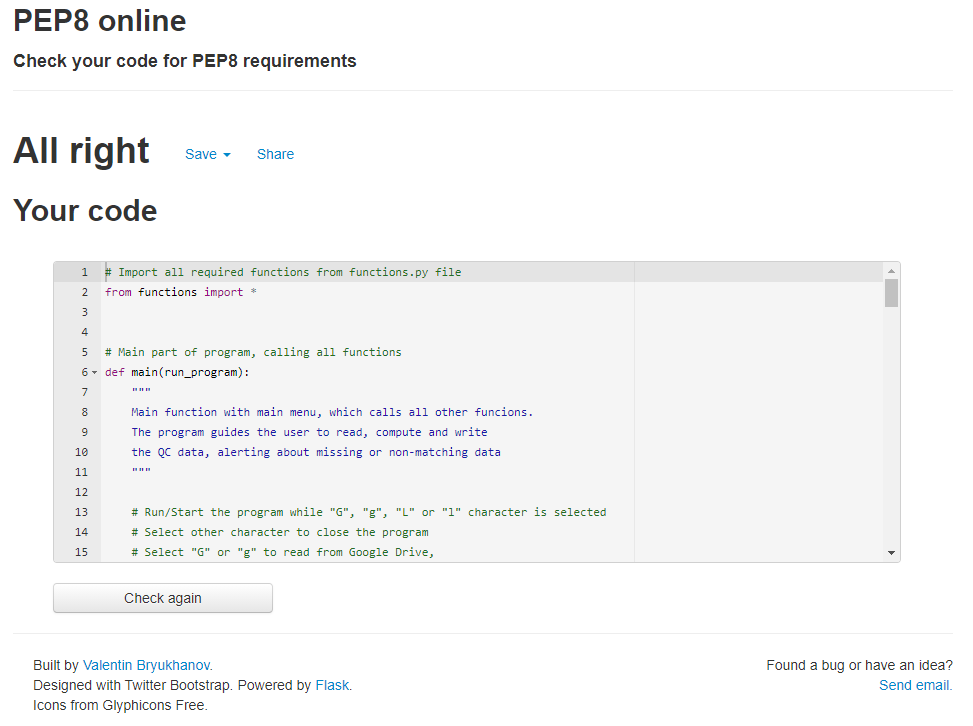 PEP8 online
Check your code for PEP8 requirements
All right Save Share
Your code
1 # Import all required functions from functions.py file
2 from functions import *
3
4
5 # Main part of program, calling all functions
6 def main(run_program):
7 """
8 Main function with main menu, which calls all other funcions.
9 The program guides the user to read, compute and write
10 the QC data, alerting about missing or non-matching data
11 """
12
13 # Run/Start the program while "G", "g", "L" or "l" character is selected
14 # Select other character to close the program
15 # Select "G" or "g" to read from Google Drive,
Check again
Built by Valentin Bryukhanov. Found a bug or have an idea?
Designed with Twitter Bootstrap. Powered by Flask. Send email.
Icons from Glyphicons Free.